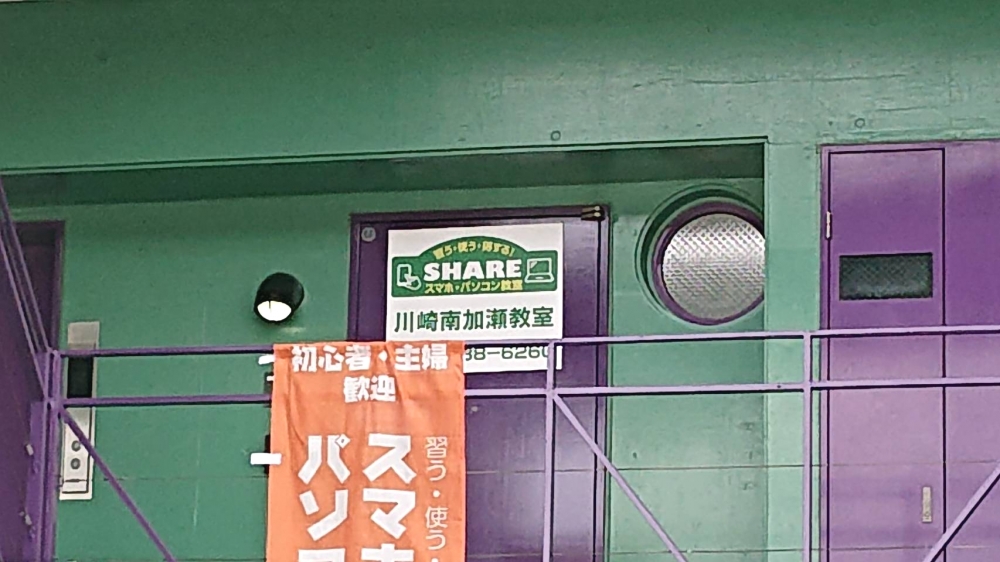 習う・使う・得する!
SHARE
スマホ・パソコン教室
川崎南加瀬教室
38-6260
初心者・主婦
歓迎
習う・使う・
スマホ
パソコ